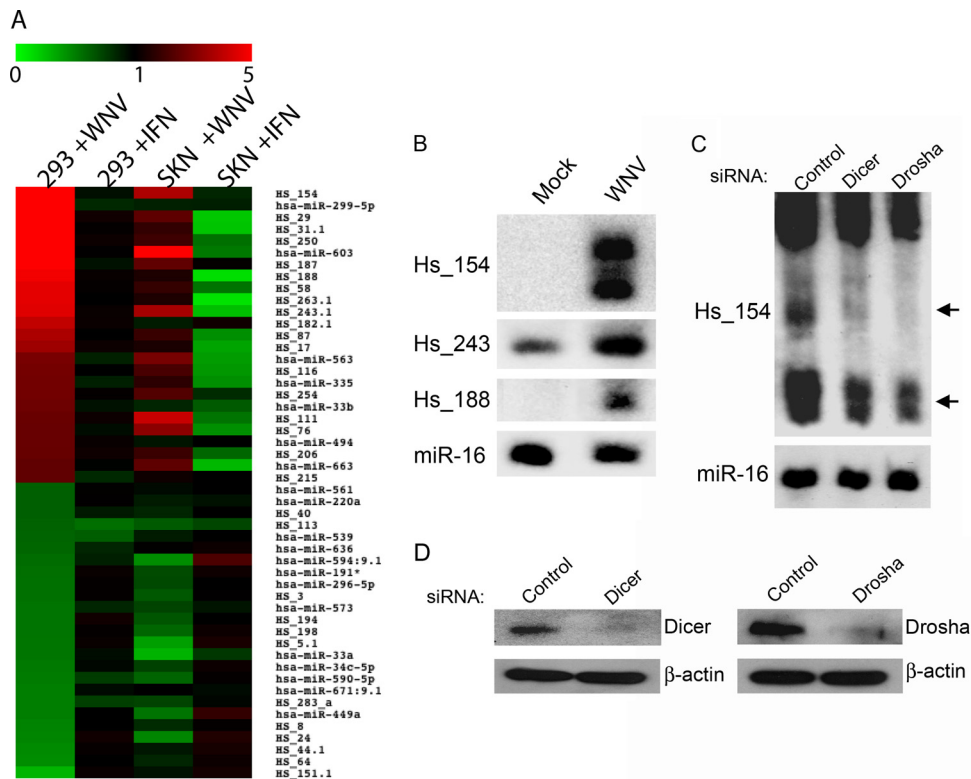 A
0 1 5
293 +WNV
293 +IFN
SKN +WNV
SKN +IFN
HS_154
hsa-miR-299-5p
HS_29
HS_31.1
HS_250
hsa-miR-603
HS_187
HS_188
HS_58
HS_263.1
HS_243.1
HS_182.1
HS_87
HS_17
hsa-miR-563
HS_116
hsa-miR-335
HS_254
hsa-miR-33b
HS_111
HS_76
hsa-miR-494
HS_206
hsa-miR-663
HS_215
hsa-miR-561
hsa-miR-220a
HS_40
HS_113
hsa-miR-539
hsa-miR-636
hsa-miR-594:9.1
hsa-miR-191*
hsa-miR-296-5p
HS_3
hsa-miR-573
HS_194
HS_198
HS_5.1
hsa-miR-33a
hsa-miR-34c-5p
hsa-miR-590-5p
hsa-miR-671:9.1
HS_283_a
hsa-miR-449a
HS_8
HS_24
HS_44.1
HS_64
HS_151.1
B
Mock
WNV
Hs_154
Hs_243
Hs_188
miR-16
C
siRNA:
Control
Dicer
Drosha
Hs_154
miR-16
D
siRNA:
Control
Dicer
Dicer
β-actin
Control
Drosha
Drosha
β-actin